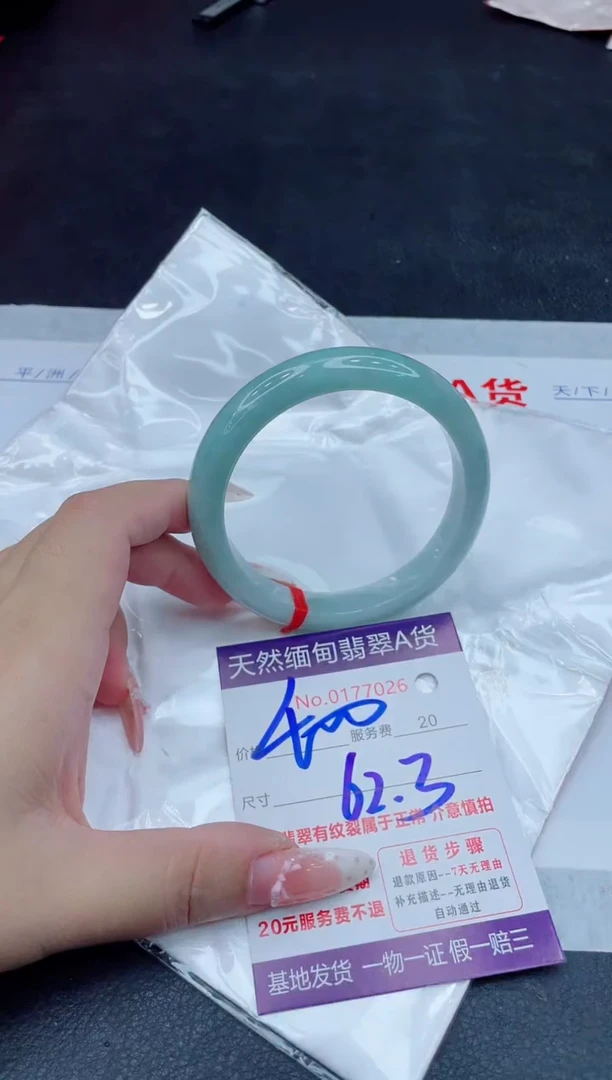 平/洲/
A货
天/下/
天然缅甸翡翠A货
No.0177026
价格 400 服务费 20
尺寸 62.3
翡翠有纹裂属于正常 介意慎拍
退货步骤
退款原因--7天无理由
补充描述--无理由退货
自动通过
期
20元服务费不退
基地发货 一物一证 假一赔三